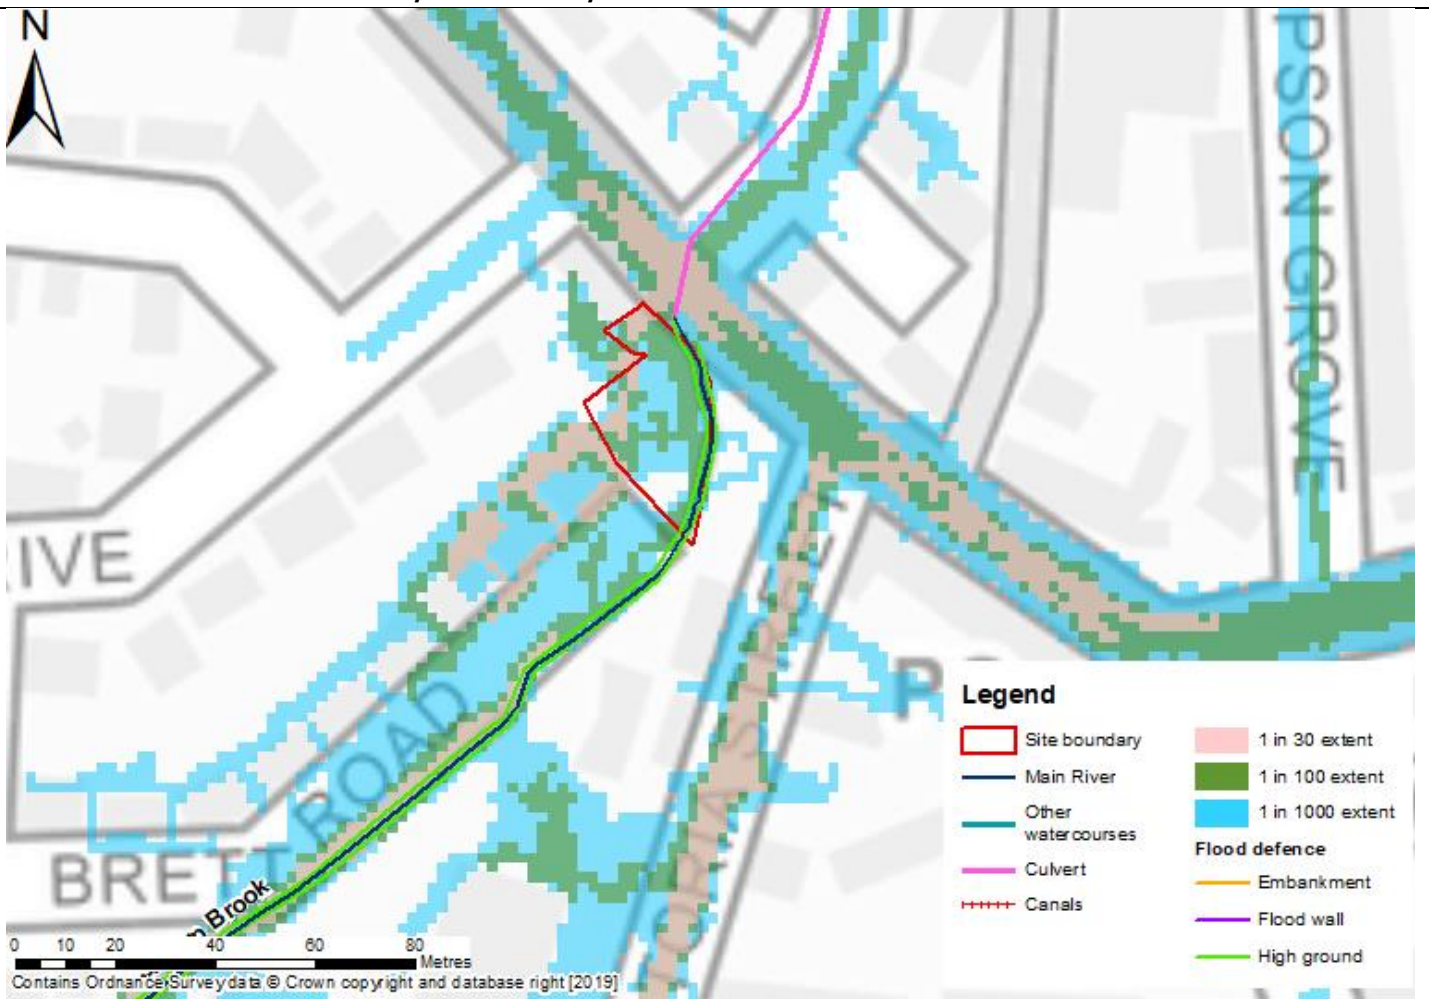 N
PSON GROVE
IVE
BRETT ROAD
Brook
Legend
Site boundary
Main River
Other
watercourses
Culvert
Canals
1 in 30 extent
1 in 100 extent
1 in 1000 extent
Flood defence
Embankment
Flood wall
High ground
0 10 20 40 60 80
Metres
Contains Ordnance Survey data © Crown copyright and database right [2019]